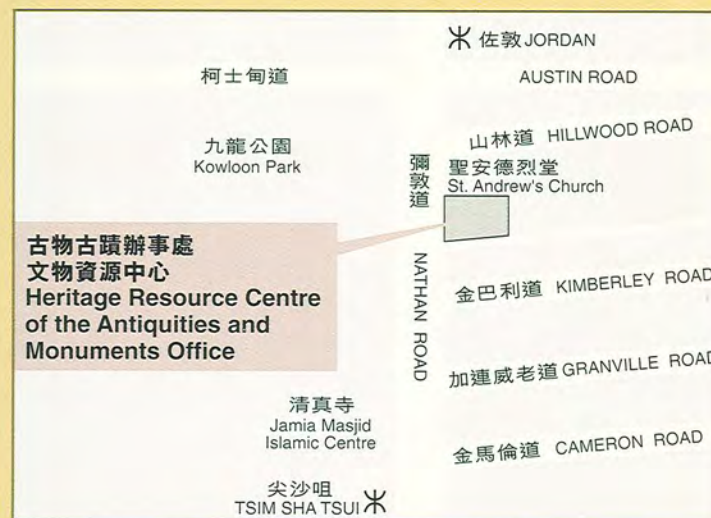 佐敦 JORDAN
柯士甸道
AUSTIN ROAD
山林道 HILLWOOD ROAD
九龍公園
Kowloon Park
彌敦道
NATHAN ROAD
聖安德烈堂
St. Andrew's Church
古物古蹟辦事處
文物資源中心
Heritage Resource Centre
of the Antiquities and
Monuments Office
金巴利道 KIMBERLEY ROAD
加連威老道 GRANVILLE ROAD
清真寺
Jamia Masjid
Islamic Centre
金馬倫道 CAMERON ROAD
尖沙咀
TSIM SHA TSUI